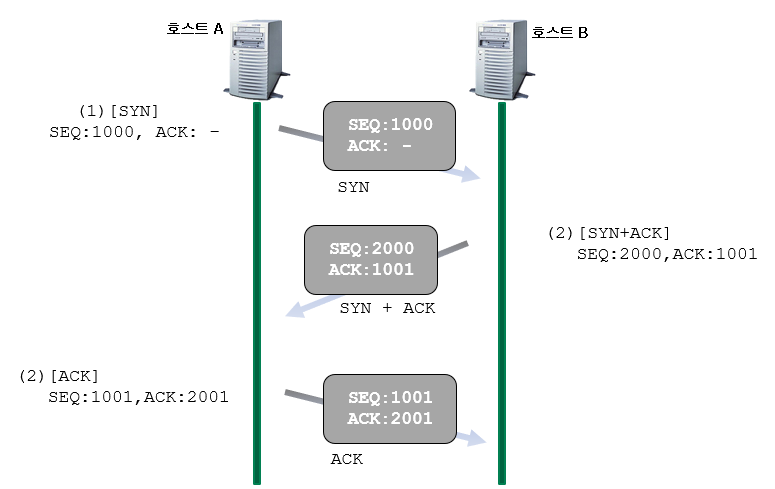 호스트 A
호스트 B
(1)[SYN]
SEQ:1000, ACK: -
SEQ:1000
ACK: -
SYN
SEQ:2000
ACK:1001
SYN + ACK
(2)[SYN+ACK]
SEQ:2000,ACK:1001
(2)[ACK]
SEQ:1001,ACK:2001
SEQ:1001
ACK:2001
ACK